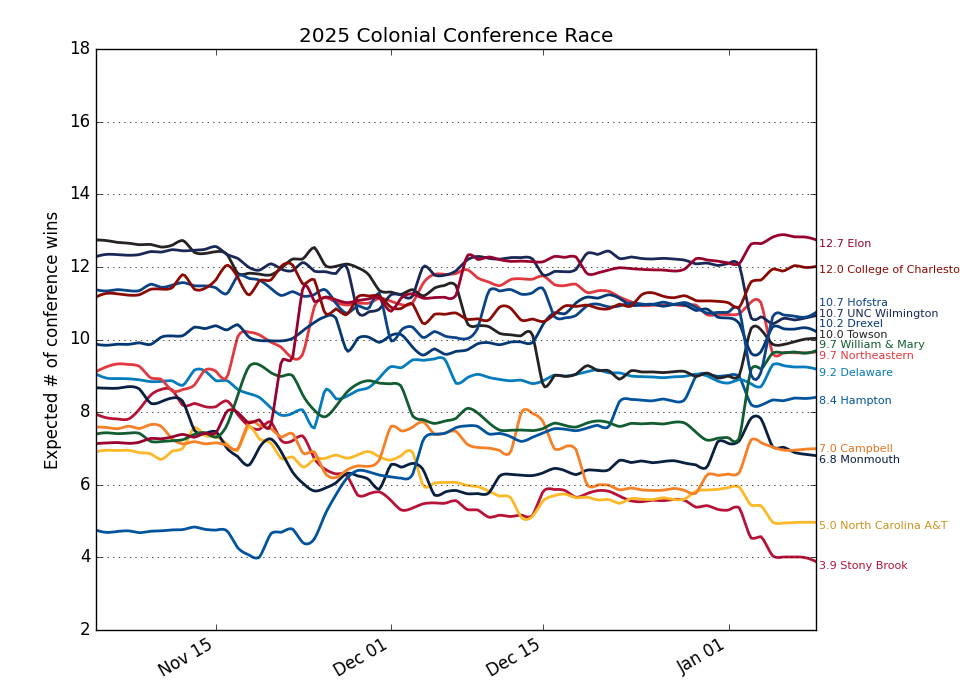 2025 Colonial Conference Race
Expected # of conference wins
18
16
14
12
10
8
6
4
2
Nov 15
Dec 01
Dec 15
Jan 01
12.7 Elon
12.0 College of Charlesto
10.7 Hofstra
10.7 UNC Wilmington
10.2 Drexel
10.0 Towson
9.7 William & Mary
9.7 Northeastern
9.2 Delaware
8.4 Hampton
7.0 Campbell
6.8 Monmouth
5.0 North Carolina A&T
3.9 Stony Brook